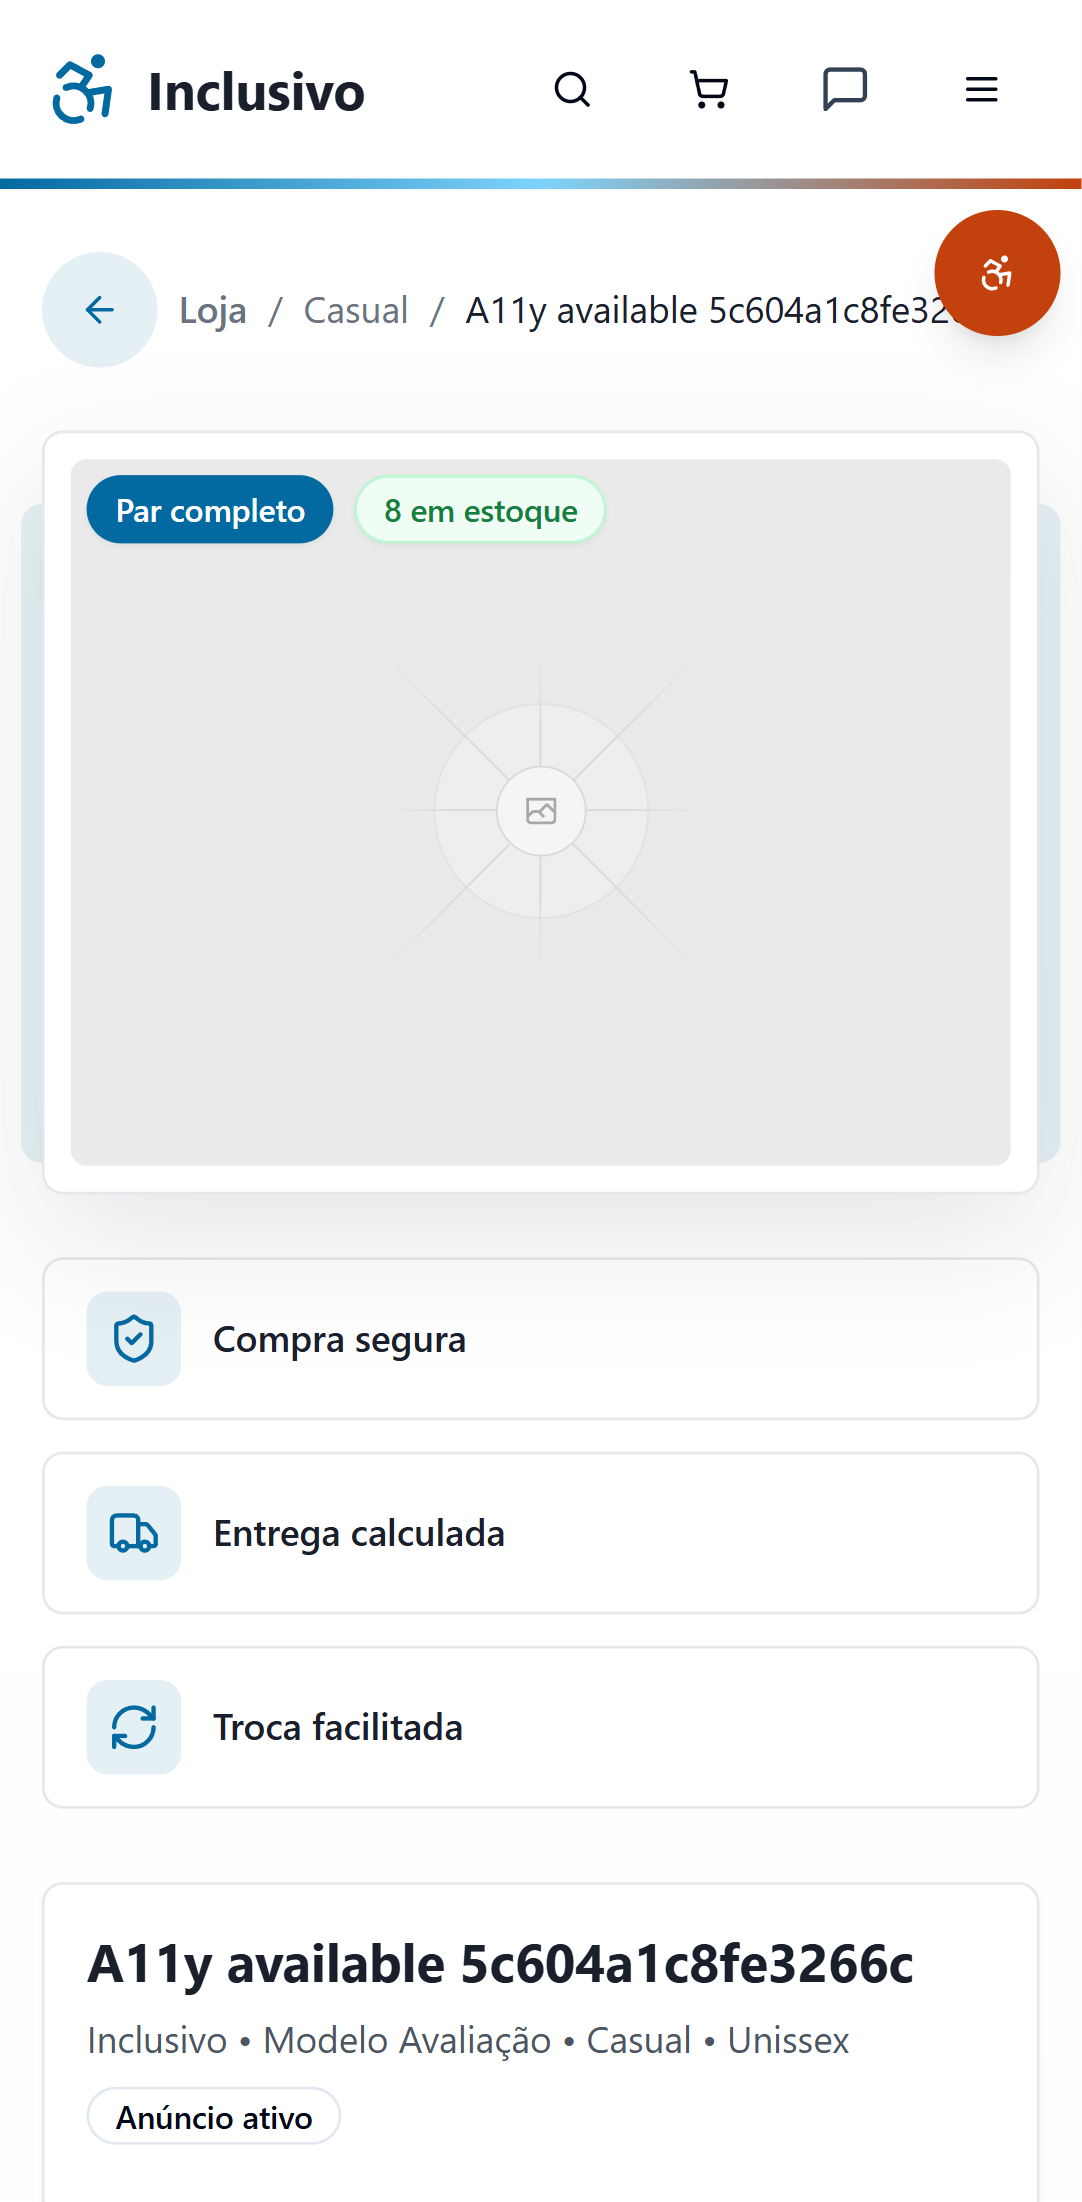 Inclusivo
Loja / Casual / A11y available 5c604a1c8fe32
Par completo
8 em estoque
Compra segura
Entrega calculada
Troca facilitada
A11y available 5c604a1c8fe3266c
Inclusivo • Modelo Avaliação • Casual • Unissex
Anúncio ativo